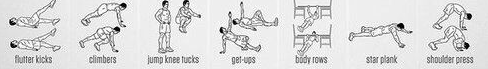 flutter kicks
climbers
jump knee tucks
get-ups
body rows
star plank
shoulder press